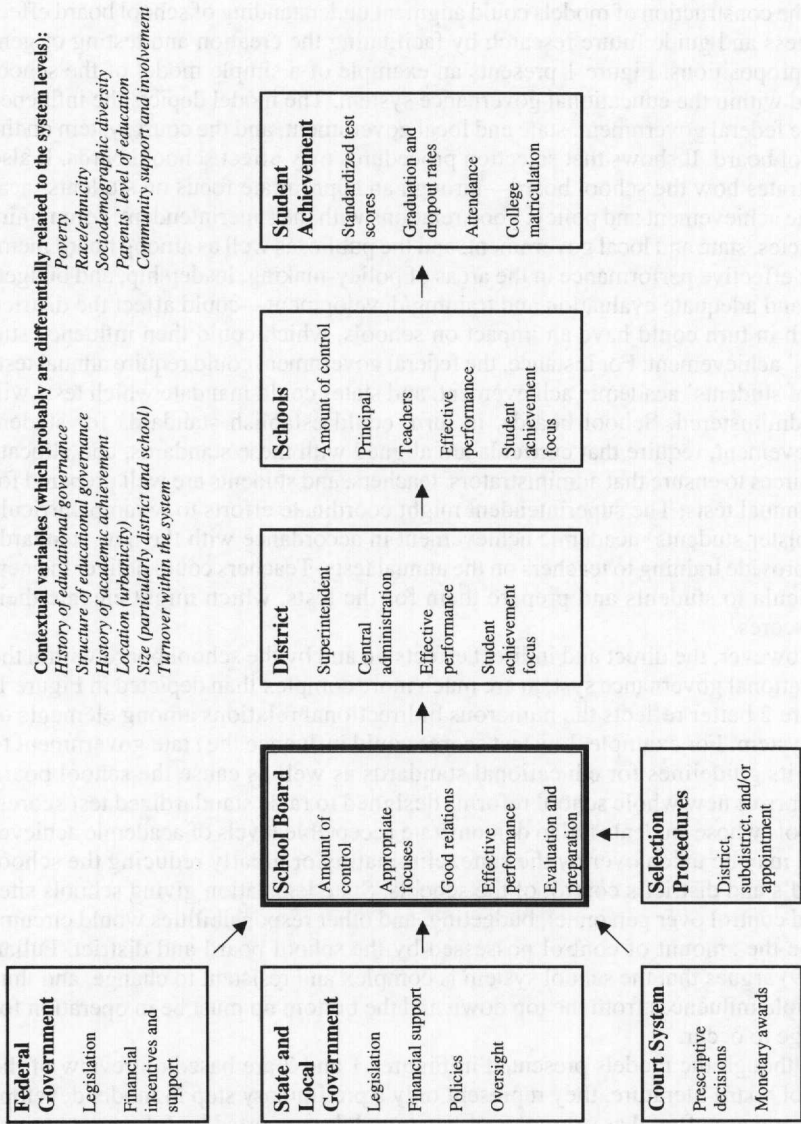 Contextual variables (which probably are differentially related to the system levels):
History of educational governance
Structure of educational governance
History of academic achievement
Location (urbanicity)
Size (particularly district and school)
Turnover within the system
Poverty
Race/ethnicity
Sociodemographic diversity
Parents' level of education
Community support and involvement
Federal
Government
Legislation
Financial
incentives and
support
State and
Local
Government
Legislation
Financial support
Policies
Oversight
Court System
Prescriptive
decisions
Monetary awards
School Board
Amount of
control
Appropriate
focuses
Good relations
Effective
performance
Evaluation and
preparation
Selection
Procedures
District,
subdistrict, and/or
appointment
District
Superintendent
Central
administration
Effective
performance
Student
achievement
focus
Schools
Amount of control
Principal
Teachers
Effective
performance
Student
achievement
focus
Student
Achievement
Standardized test
scores
Graduation and
dropout rates
Attendance
College
matriculation